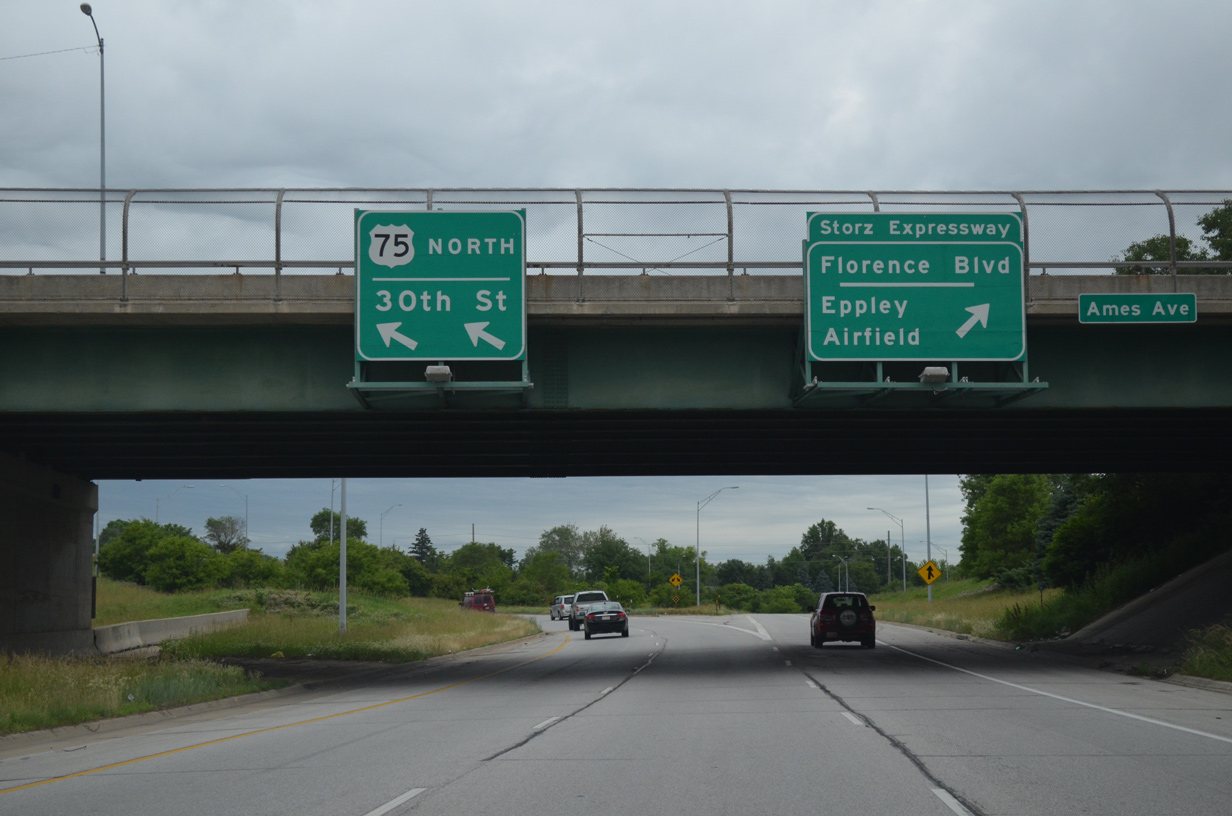 75 NORTH
30th St
Storz Expressway
Florence Blvd
Eppley
Airfield
Ames Ave